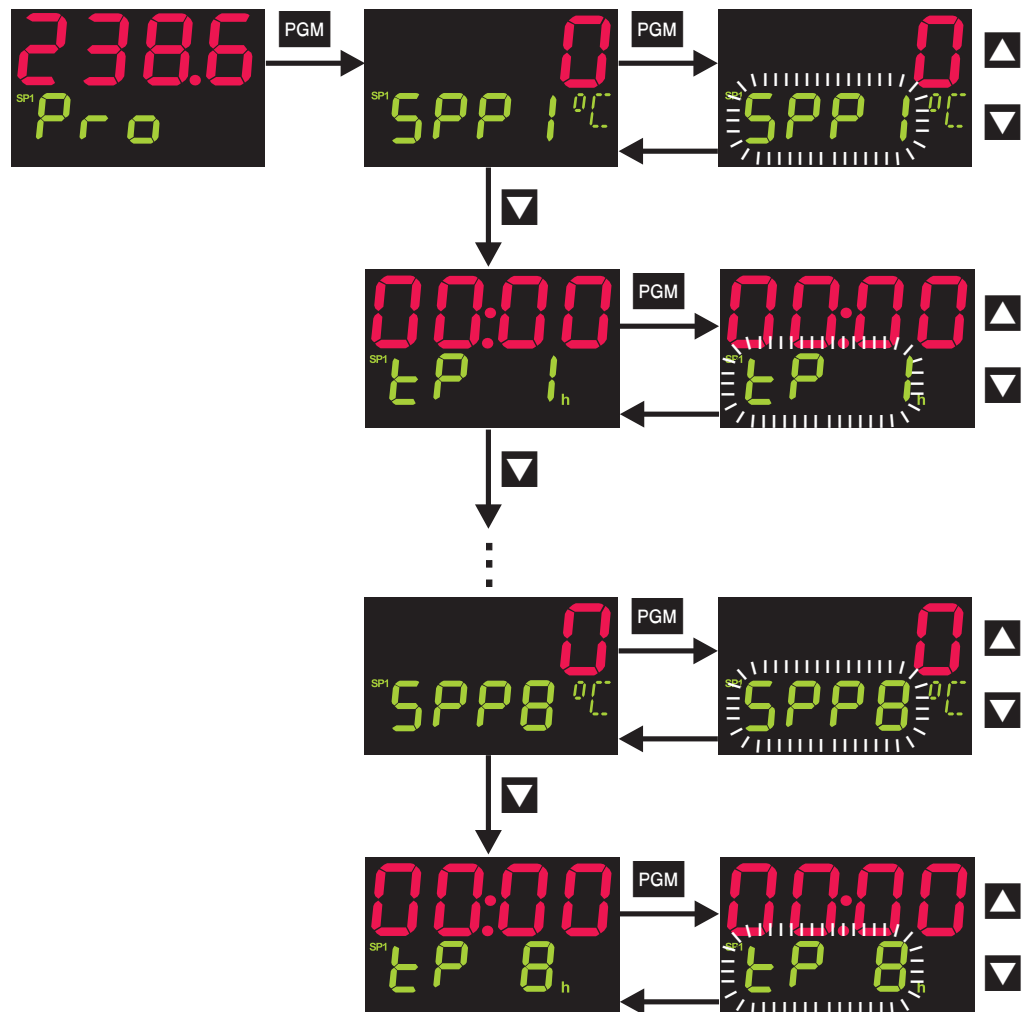 238.6
SP1
Pro
PGM
0
SP1
SPP1 °C
PGM
0
SP1
SPP1 °C
00:00
SP1
tP 1 h
PGM
00:00
SP1
tP 1 h
0
SP1
SPP8 °C
PGM
0
SP1
SPP8 °C
00:00
SP1
tP 8 h
PGM
00:00
SP1
tP 8 h